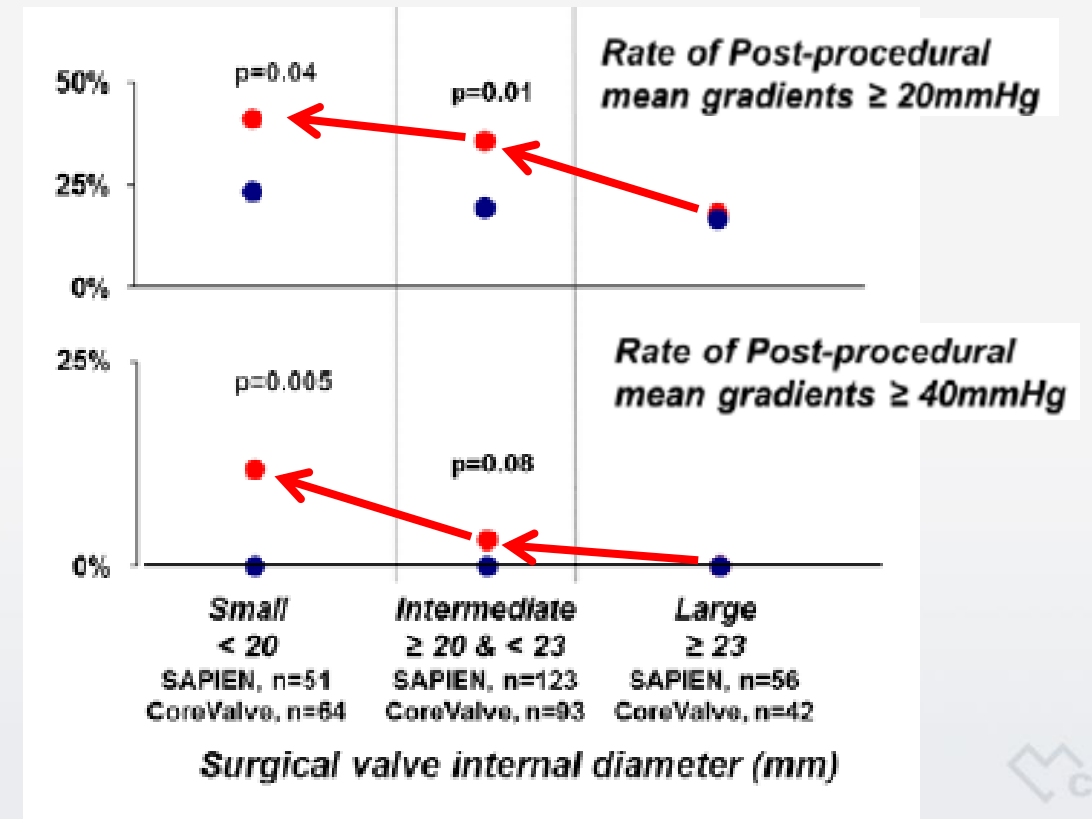 Rate of Post-procedural
mean gradients ≥ 20mmHg
50%
p=0.04
p=0.01
25%
0%
Rate of Post-procedural
mean gradients ≥ 40mmHg
25%
p=0.005
p=0.08
0%
Small
Intermediate
Large
< 20
≥ 20 & < 23
≥ 23
SAPIEN, n=51
SAPIEN, n=123
SAPIEN, n=56
CoreValve, n=64
CoreValve, n=93
CoreValve, n=42
Surgical valve internal diameter (mm)